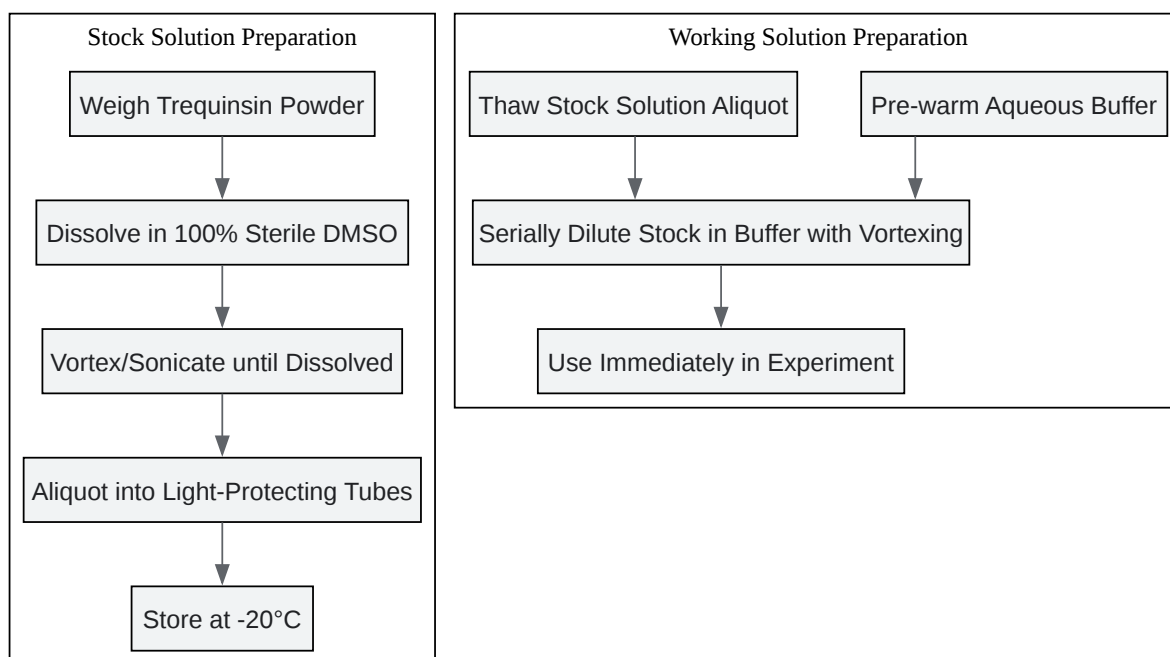 Stock Solution Preparation
Weigh Trequinsin Powder
Dissolve in 100% Sterile DMSO
Vortex/Sonicate until Dissolved
Aliquot into Light-Protecting Tubes
Store at -20°C
Working Solution Preparation
Thaw Stock Solution Aliquot
Pre-warm Aqueous Buffer
Serially Dilute Stock in Buffer with Vortexing
Use Immediately in Experiment